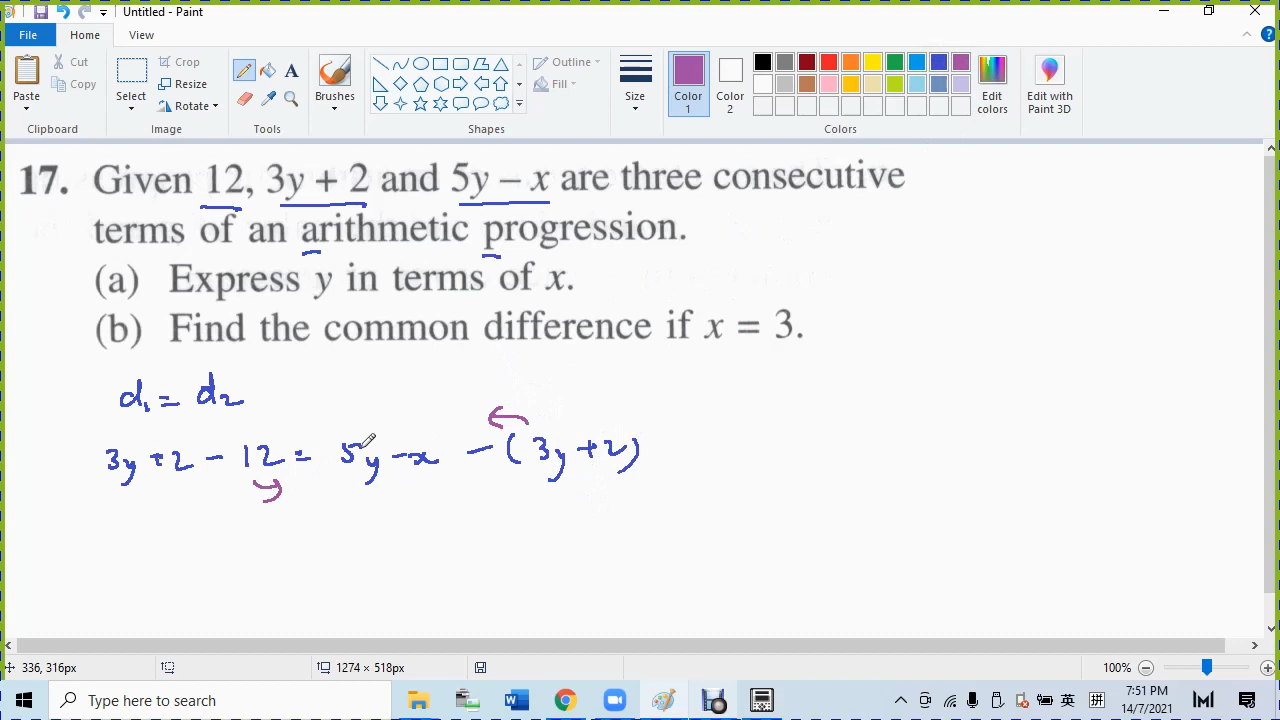 Untitled - Paint
File Home View
Paste Cut Copy
Clipboard
Select Crop Resize Rotate
Image
A
Tools
Brushes
Outline Fill
Shapes
Size
Color 1
Color 2
Edit colors
Colors
Edit with Paint 3D
17. Given 12, 3y + 2 and 5y – x are three consecutive
terms of an arithmetic progression.
(a) Express y in terms of x.
(b) Find the common difference if x = 3.
d₁ = d₂
3y + 2 - 12 = 5y - x - ( 3y + 2 )
336, 316px 1274 × 518px 100%
Type here to search
英 拼
7:51 PM
14/7/2021